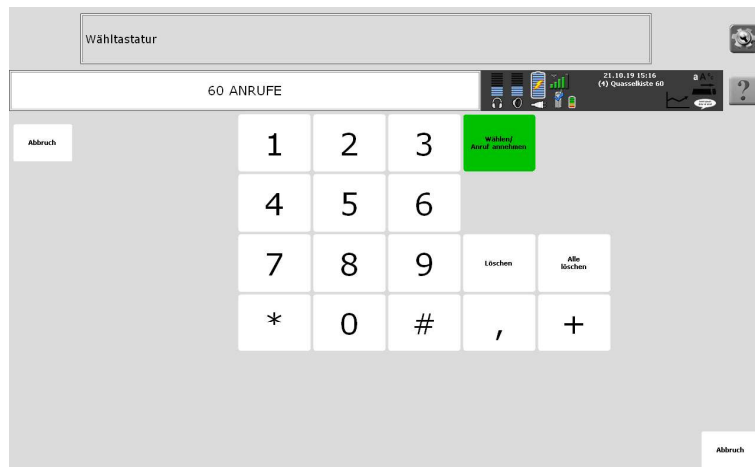 Wähltastatur
60 ANRUFE
21.10.19 15:16
(4) Quasselkiste 60
a A
?
Abbruch
1 2 3 Wählen/
Anruf annehmen
4 5 6
7 8 9 Löschen Alle
löschen
* 0 # , +
Abbruch